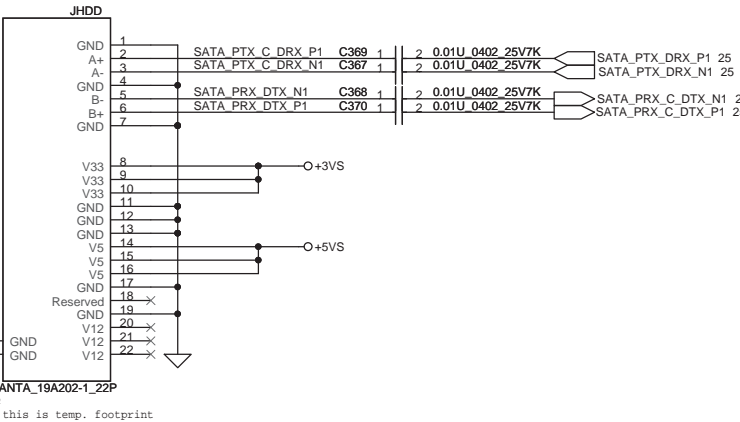 JHDD
GND 1
A+ 2 SATA_PTX_C_DRX_P1 C369 1 2 0.01U_0402_25V7K SATA_PTX_DRX_P1 25
A- 3 SATA_PTX_C_DRX_N1 C367 1 2 0.01U_0402_25V7K SATA_PTX_DRX_N1 25
GND 4
B- 5 SATA_PRX_DTX_N1 C368 1 2 0.01U_0402_25V7K SATA_PRX_C_DTX_N1 2
B+ 6 SATA_PRX_DTX_P1 C370 1 2 0.01U_0402_25V7K SATA_PRX_C_DTX_P1 2
GND 7
V33 8 +3VS
V33 9
V33 10
GND 11
GND 12
GND 13
V5 14 +5VS
V5 15
V5 16
GND 17
Reserved 18
GND 19
V12 20
GND V12 21
GND V12 22
ANTA_19A202-1_22P
this is temp. footprint